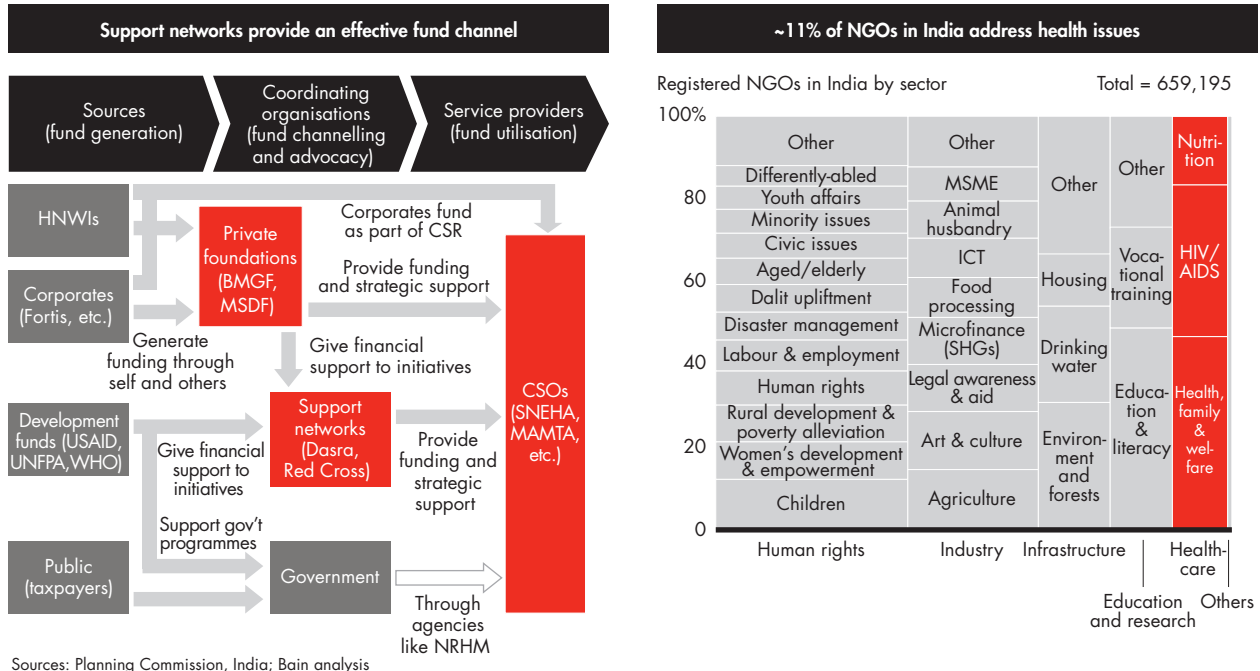 Support networks provide an effective fund channel
Sources
(fund generation)
Coordinating
organisations
(fund channelling
and advocacy)
Service providers
(fund utilisation)
HNWIs
Corporates
(Fortis, etc.)
Development
funds (USAID,
UNFPA,WHO)
Public
(taxpayers)
Private
foundations
(BMGF,
MSDF)
Corporates fund
as part of CSR
Provide funding
and strategic support
Generate
funding through
self and others
Give financial
support to initiatives
Support
networks
(Dasra,
Red Cross)
Give financial
support to
initiatives
Provide
funding and
strategic
support
Support gov't
programmes
Government
Through
agencies
like NRHM
CSOs
(SNEHA,
MAMTA,
etc.)
Sources: Planning Commission, India; Bain analysis
~11% of NGOs in India address health issues
Registered NGOs in India by sector
Total = 659,195
100%
80
60
40
20
0
Other
Differently-abled
Youth affairs
Minority issues
Civic issues
Aged/elderly
Dalit upliftment
Disaster management
Labour & employment
Human rights
Rural development &
poverty alleviation
Women's development
& empowerment
Children
Other
MSME
Animal
husbandry
ICT
Food
processing
Microfinance
(SHGs)
Legal awareness
& aid
Art & culture
Agriculture
Other
Housing
Drinking
water
Environ-
ment
and
forests
Other
Voca-
tional
training
Educa-
tion
&
literacy
Nutri-
tion
HIV/
AIDS
Health,
family
&
wel-
fare
Human rights
Industry
Infrastructure
Education
and research
Health-
care
Others